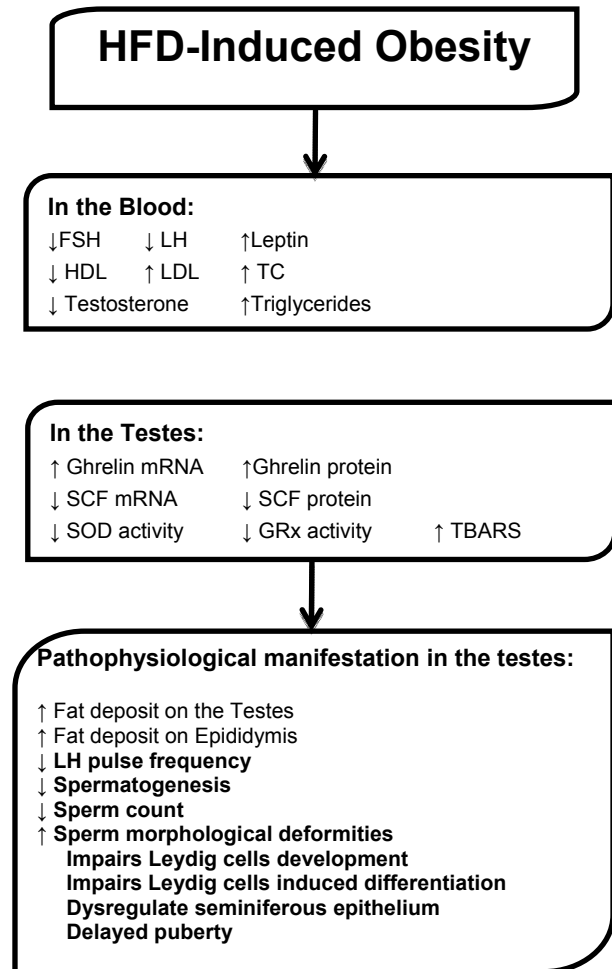 HFD-Induced Obesity
In the Blood:
↓FSH ↓ LH ↑Leptin
↓ HDL ↑ LDL ↑ TC
↓ Testosterone ↑Triglycerides
In the Testes:
↑ Ghrelin mRNA ↑Ghrelin protein
↓ SCF mRNA ↓ SCF protein
↓ SOD activity ↓ GRx activity ↑ TBARS
Pathophysiological manifestation in the testes:
↑ Fat deposit on the Testes
↑ Fat deposit on Epididymis
↓ LH pulse frequency
↓ Spermatogenesis
↓ Sperm count
↑ Sperm morphological deformities
Impairs Leydig cells development
Impairs Leydig cells induced differentiation
Dysregulate seminiferous epithelium
Delayed puberty